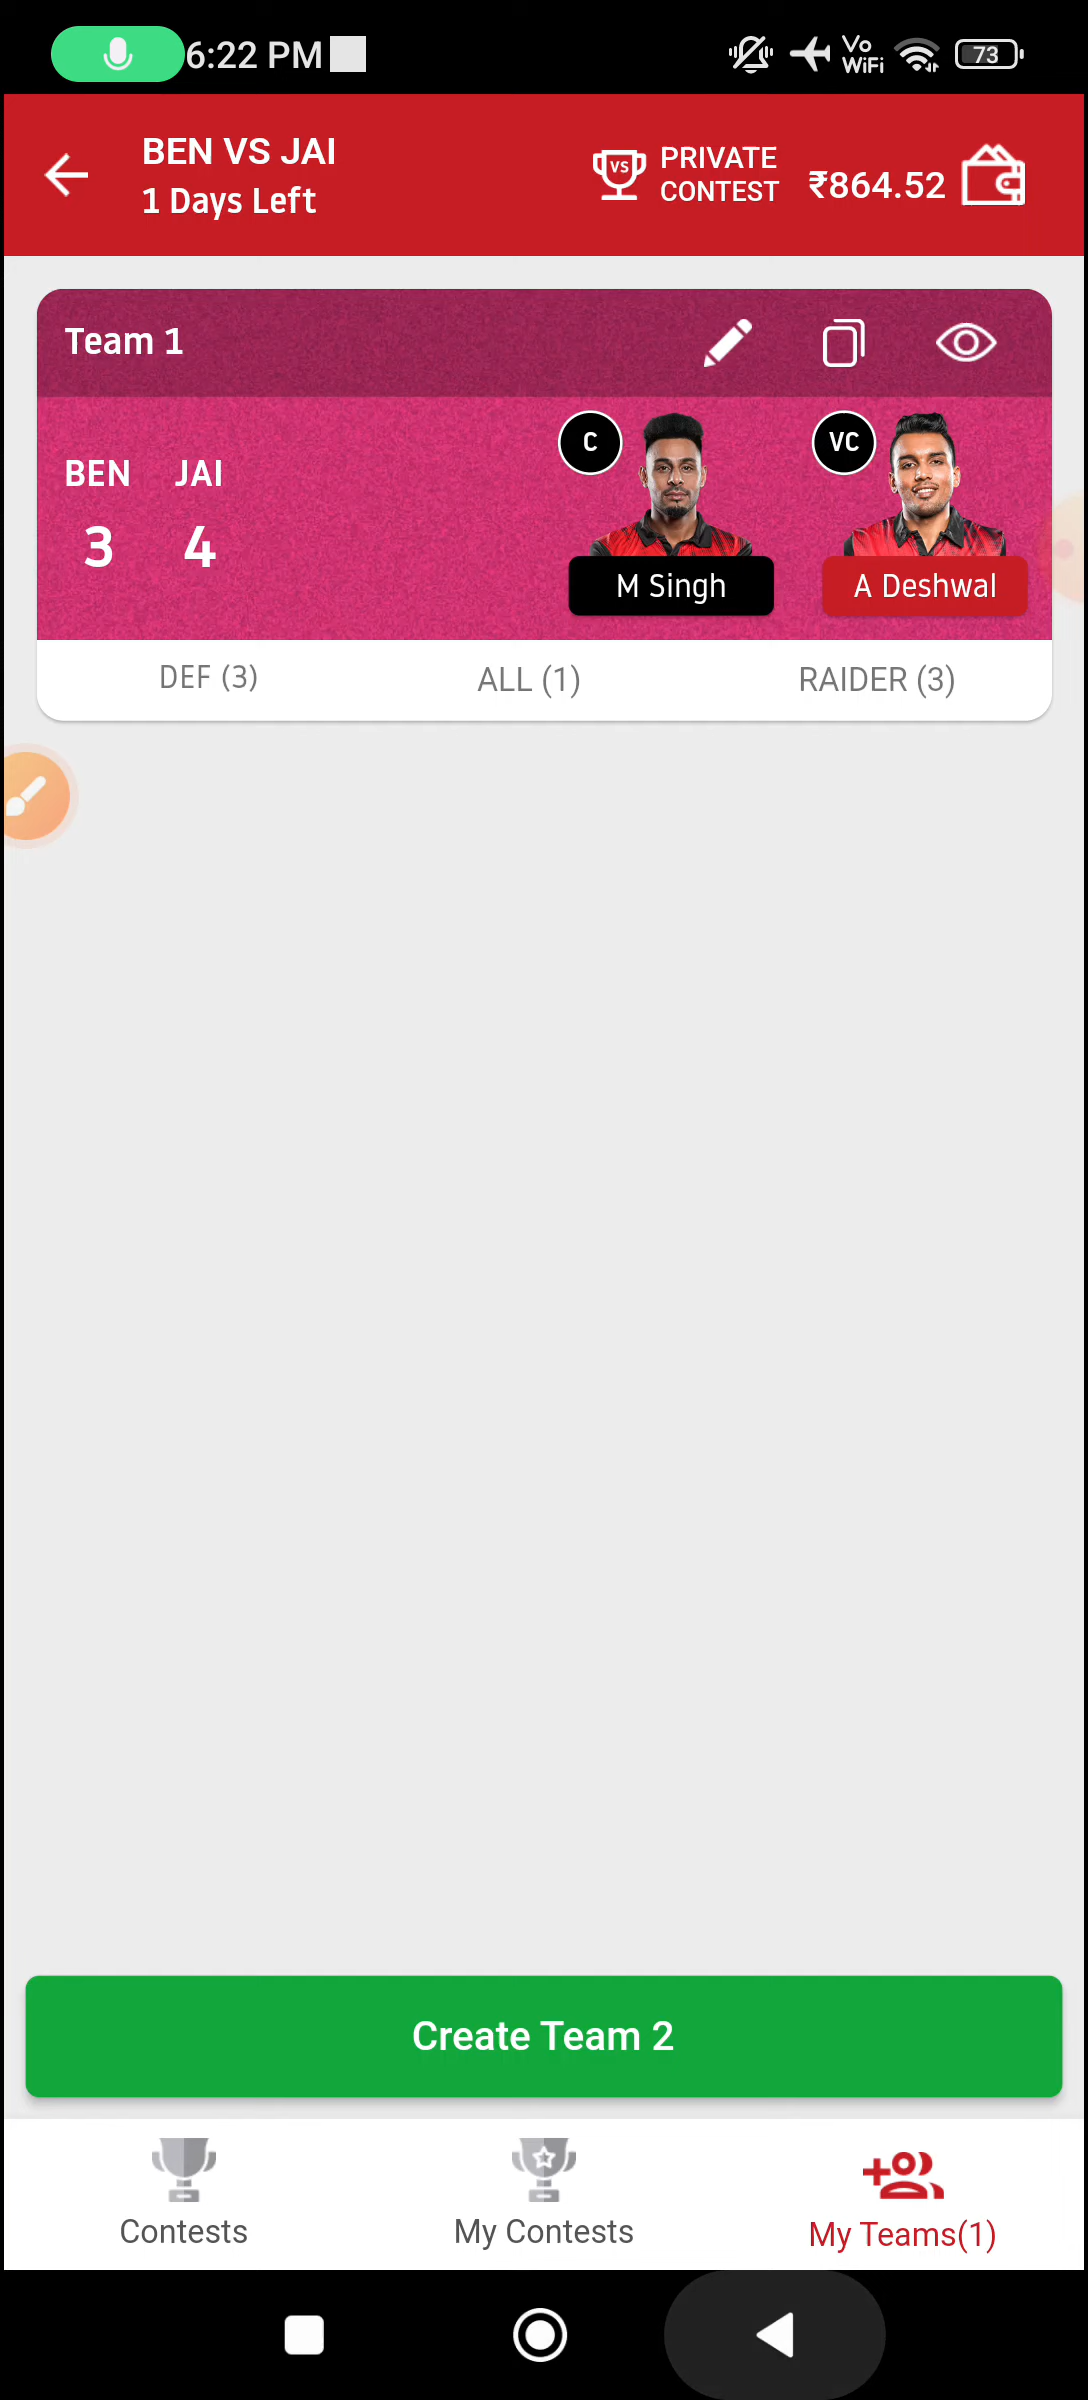 6:22 PM
Vo
WiFi
73
BEN VS JAI
1 Days Left
VS
PRIVATE
CONTEST
₹864.52
Team 1
C
VC
BEN JAI
3 4
M Singh
A Deshwal
DEF (3)
ALL (1)
RAIDER (3)
Create Team 2
Contests
My Contests
My Teams(1)